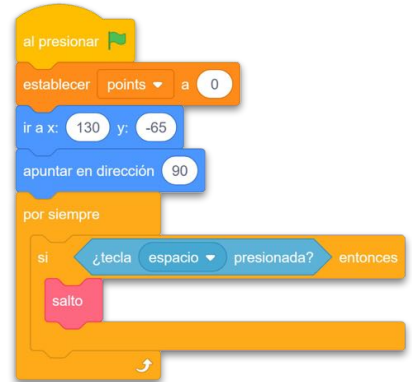 al presionar
establecer points a 0
ir a x: 130 y: -65
apuntar en dirección 90
por siempre
si ¿tecla espacio presionada? entonces
salto